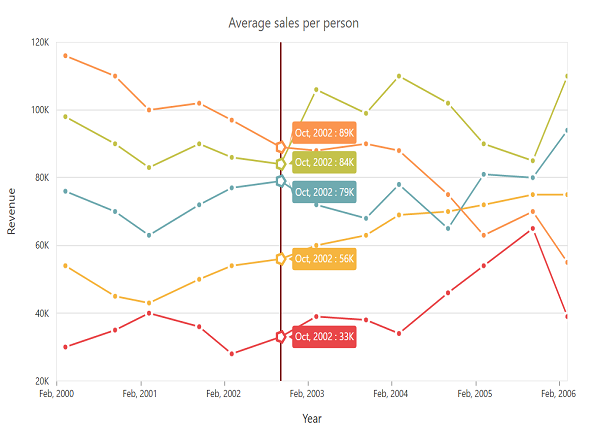 Average sales per person
120K
100K
80K
60K
40K
20K
Revenue
Oct, 2002 : 89K
Oct, 2002 : 84K
Oct, 2002 : 79K
Oct, 2002 : 56K
Oct, 2002 : 33K
Feb, 2000
Feb, 2001
Feb, 2002
Feb, 2003
Feb, 2004
Feb, 2005
Feb, 2006
Year